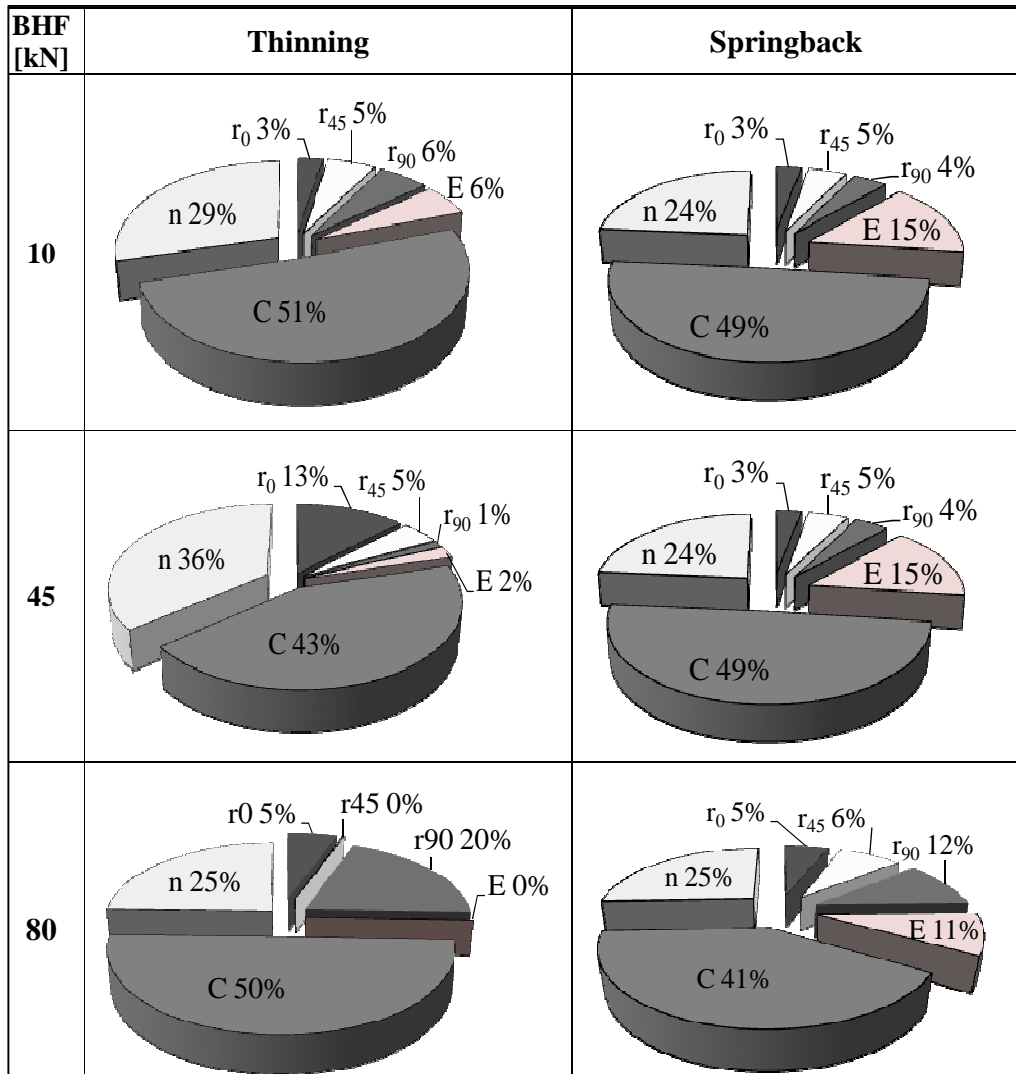 BHF [kN] Thinning Springback
10
r₀ 3% r₄₅ 5% r₉₀ 6% E 6% C 51% n 29%
r₀ 3% r₄₅ 5% r₉₀ 4% E 15% C 49% n 24%
45
r₀ 13% r₄₅ 5% r₉₀ 1% E 2% C 43% n 36%
r₀ 3% r₄₅ 5% r₉₀ 4% E 15% C 49% n 24%
80
r0 5% r45 0% r90 20% E 0% C 50% n 25%
r₀ 5% r₄₅ 6% r₉₀ 12% E 11% C 41% n 25%